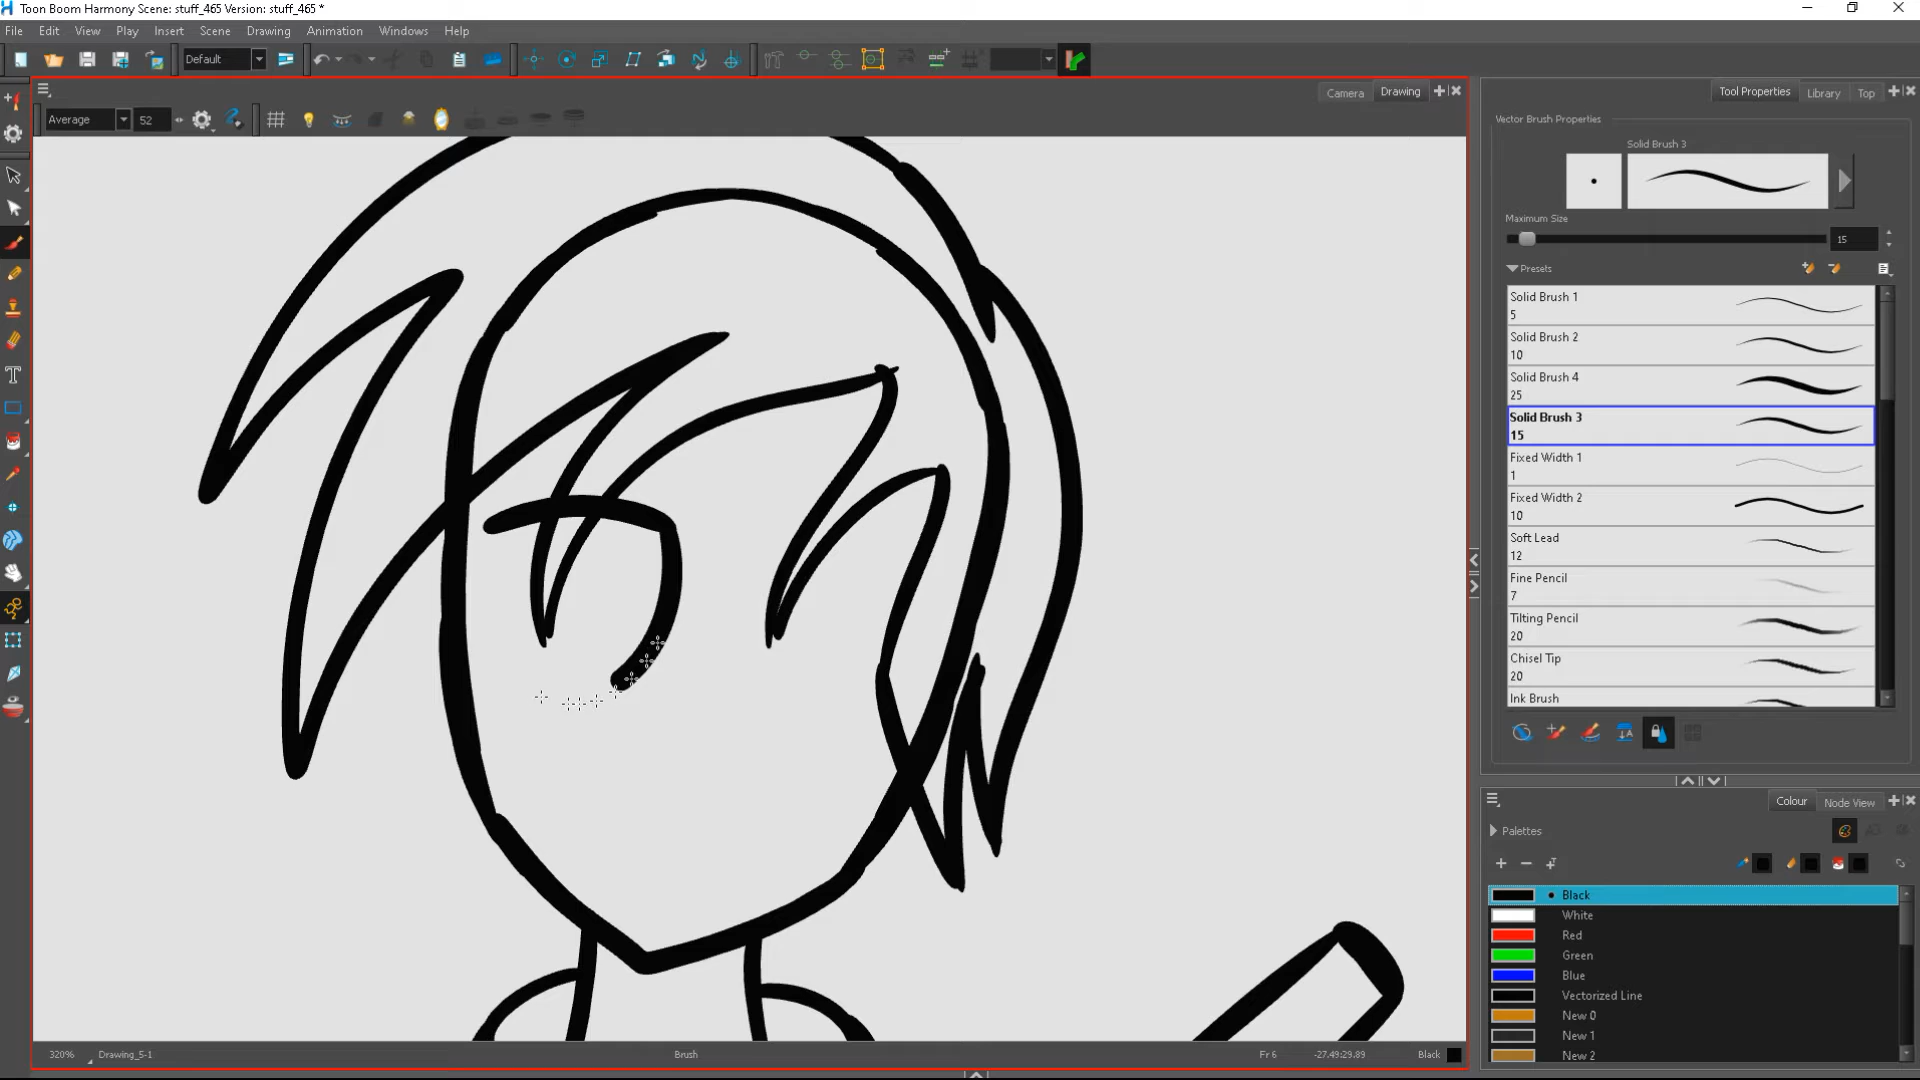 Toon Boom Harmony Scene: stuff_465 Version: stuff_465 *
File Edit View Play Insert Scene Drawing Animation Windows Help
Default
Camera Drawing
Average 52
Tool Properties Library Top
Vector Brush Properties
Solid Brush 3
Maximum Size
15
Presets
Solid Brush 1
5
Solid Brush 2
10
Solid Brush 4
25
Solid Brush 3
15
Fixed Width 1
1
Fixed Width 2
10
Soft Lead
12
Fine Pencil
7
Tilting Pencil
20
Chisel Tip
20
Ink Brush
Colour Node View
Palettes
Black
White
Red
Green
Blue
Vectorized Line
New 0
New 1
New 2
320% Drawing_5-1 Brush Fr 6 -27.49:29.89 Black